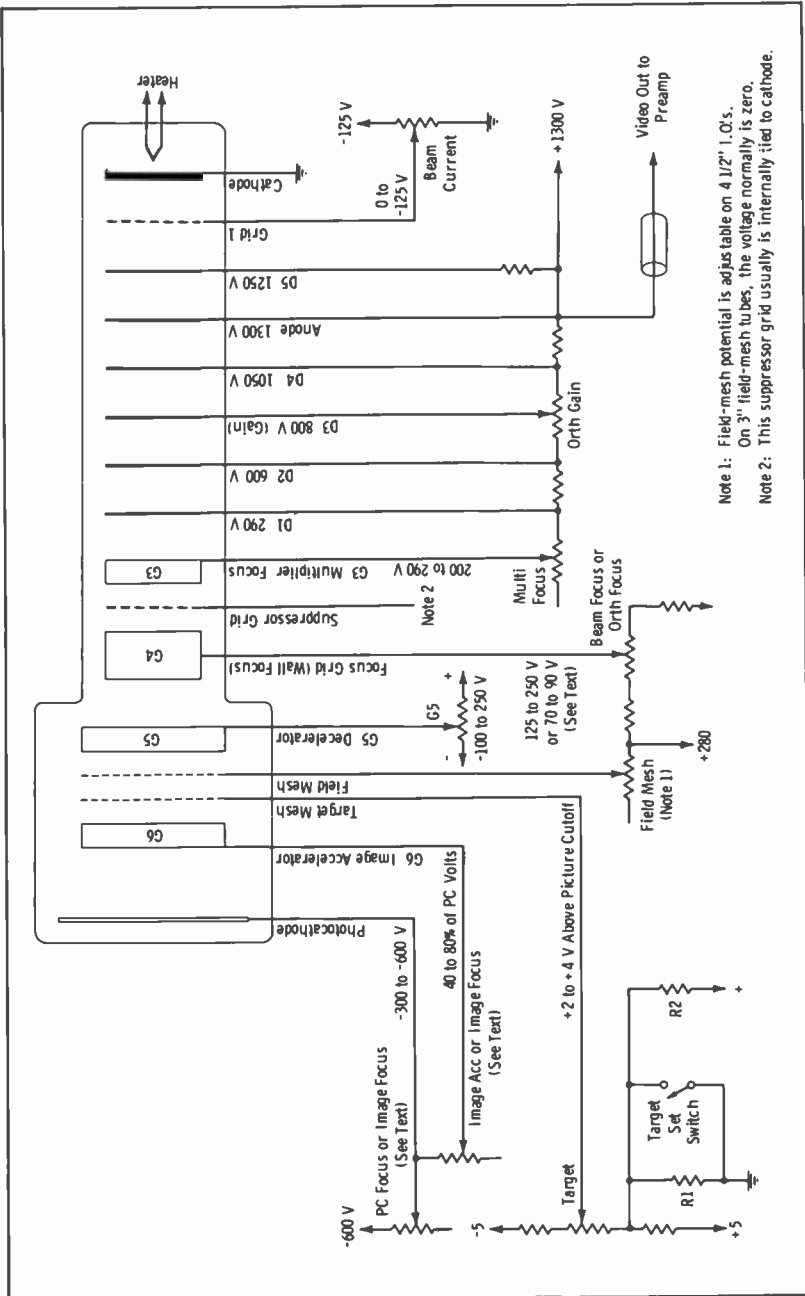 Heater
Cathode
Grid 1
D5 1250 V
Anode 1300 V
D4 1050 V
D3 800 V (Gain)
D2 600 V
D1 290 V
G3
G3 Multiplier Focus
200 to 290 V
Suppressor Grid
Note 2
G4
Focus Grid (Wall Focus)
G5
G5 Decelerator
Field Mesh
Target Mesh
G6
G6 Image Accelerator
Photocathode
-125 V
0 to
-125 V
Beam
Current
+1300 V
Video Out to
Preamp
Orth Gain
Multi
Focus
G5
- +
-100 to 250 V
125 to 250 V
or 70 to 90 V
(See Text)
Beam Focus or
Orth Focus
+280
Field Mesh
(Note 1)
-300 to -600 V
40 to 80% of PC Volts
+2 to +4 V Above Picture Cutoff
PC Focus or Image Focus
(See Text)
Image Acc or Image Focus
(See Text)
-600 V
-5
Target
+5
R1
Target
Set
Switch
R2
+
Note 1: Field-mesh potential is adjustable on 4 1/2" I.O.'s.
On 3" field-mesh tubes, the voltage normally is zero.
Note 2: This suppressor grid usually is internally tied to cathode.